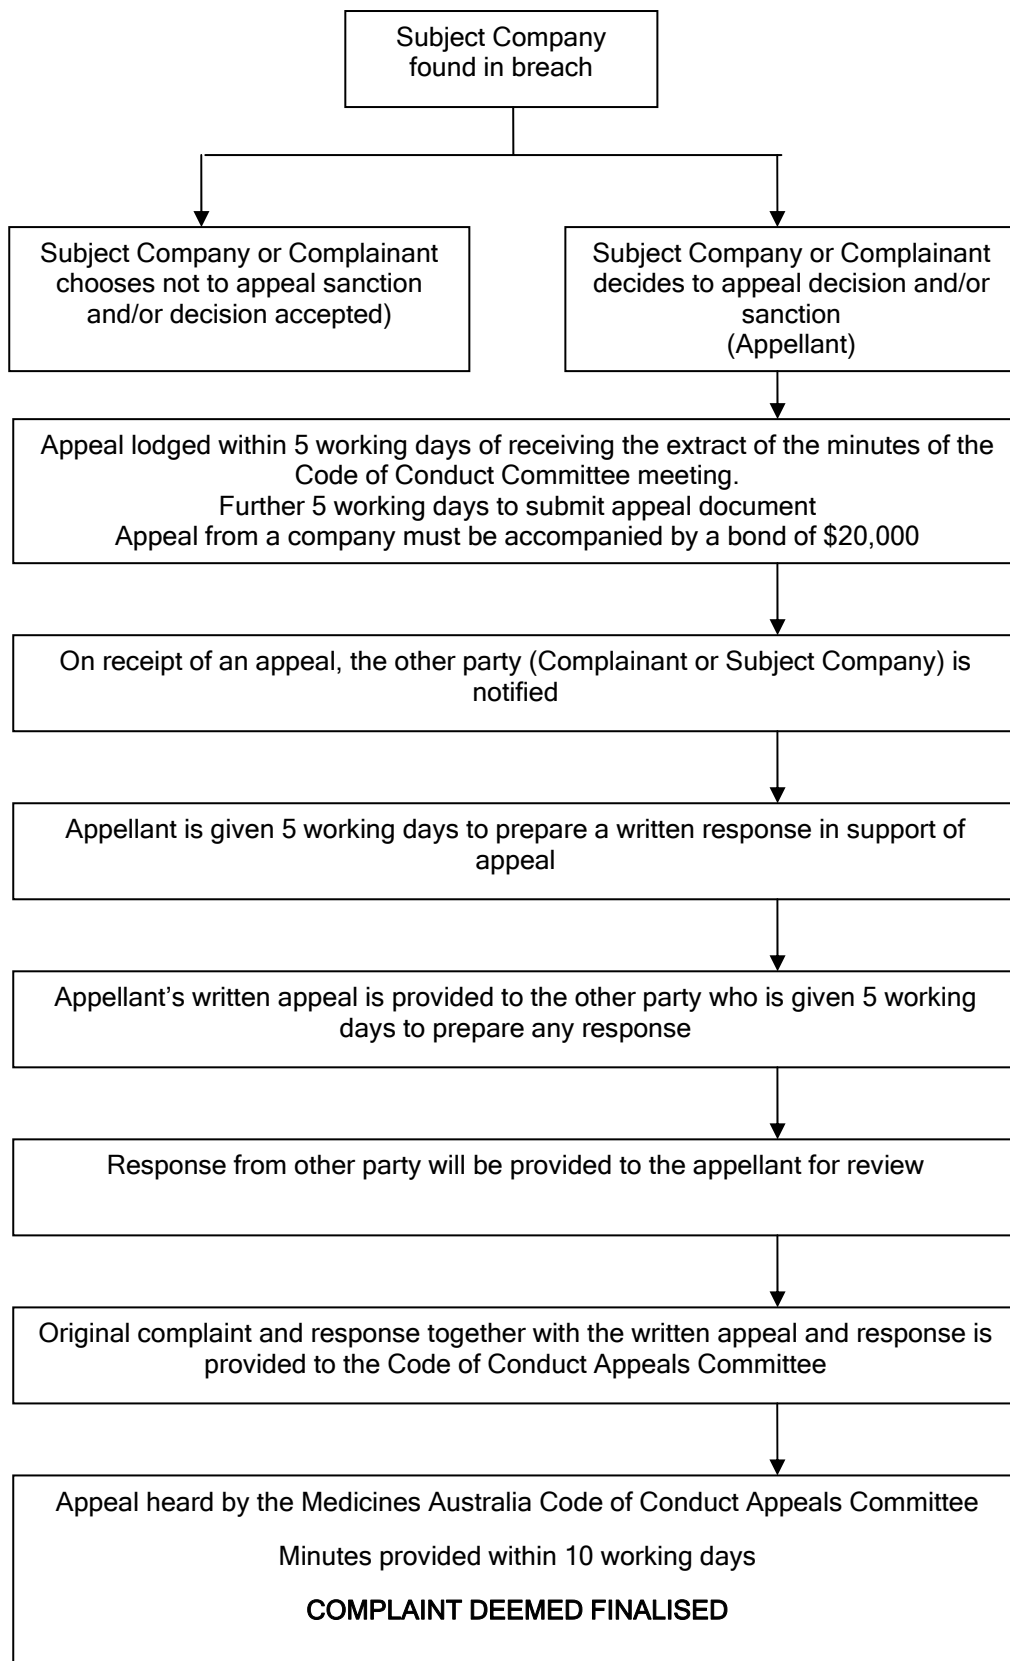 Subject Company
found in breach
Subject Company or Complainant
chooses not to appeal sanction
and/or decision accepted)
Subject Company or Complainant
decides to appeal decision and/or
sanction
(Appellant)
Appeal lodged within 5 working days of receiving the extract of the minutes of the
Code of Conduct Committee meeting.
Further 5 working days to submit appeal document
Appeal from a company must be accompanied by a bond of $20,000
On receipt of an appeal, the other party (Complainant or Subject Company) is
notified
Appellant is given 5 working days to prepare a written response in support of
appeal
Appellant's written appeal is provided to the other party who is given 5 working
days to prepare any response
Response from other party will be provided to the appellant for review
Original complaint and response together with the written appeal and response is
provided to the Code of Conduct Appeals Committee
Appeal heard by the Medicines Australia Code of Conduct Appeals Committee
Minutes provided within 10 working days
COMPLAINT DEEMED FINALISED